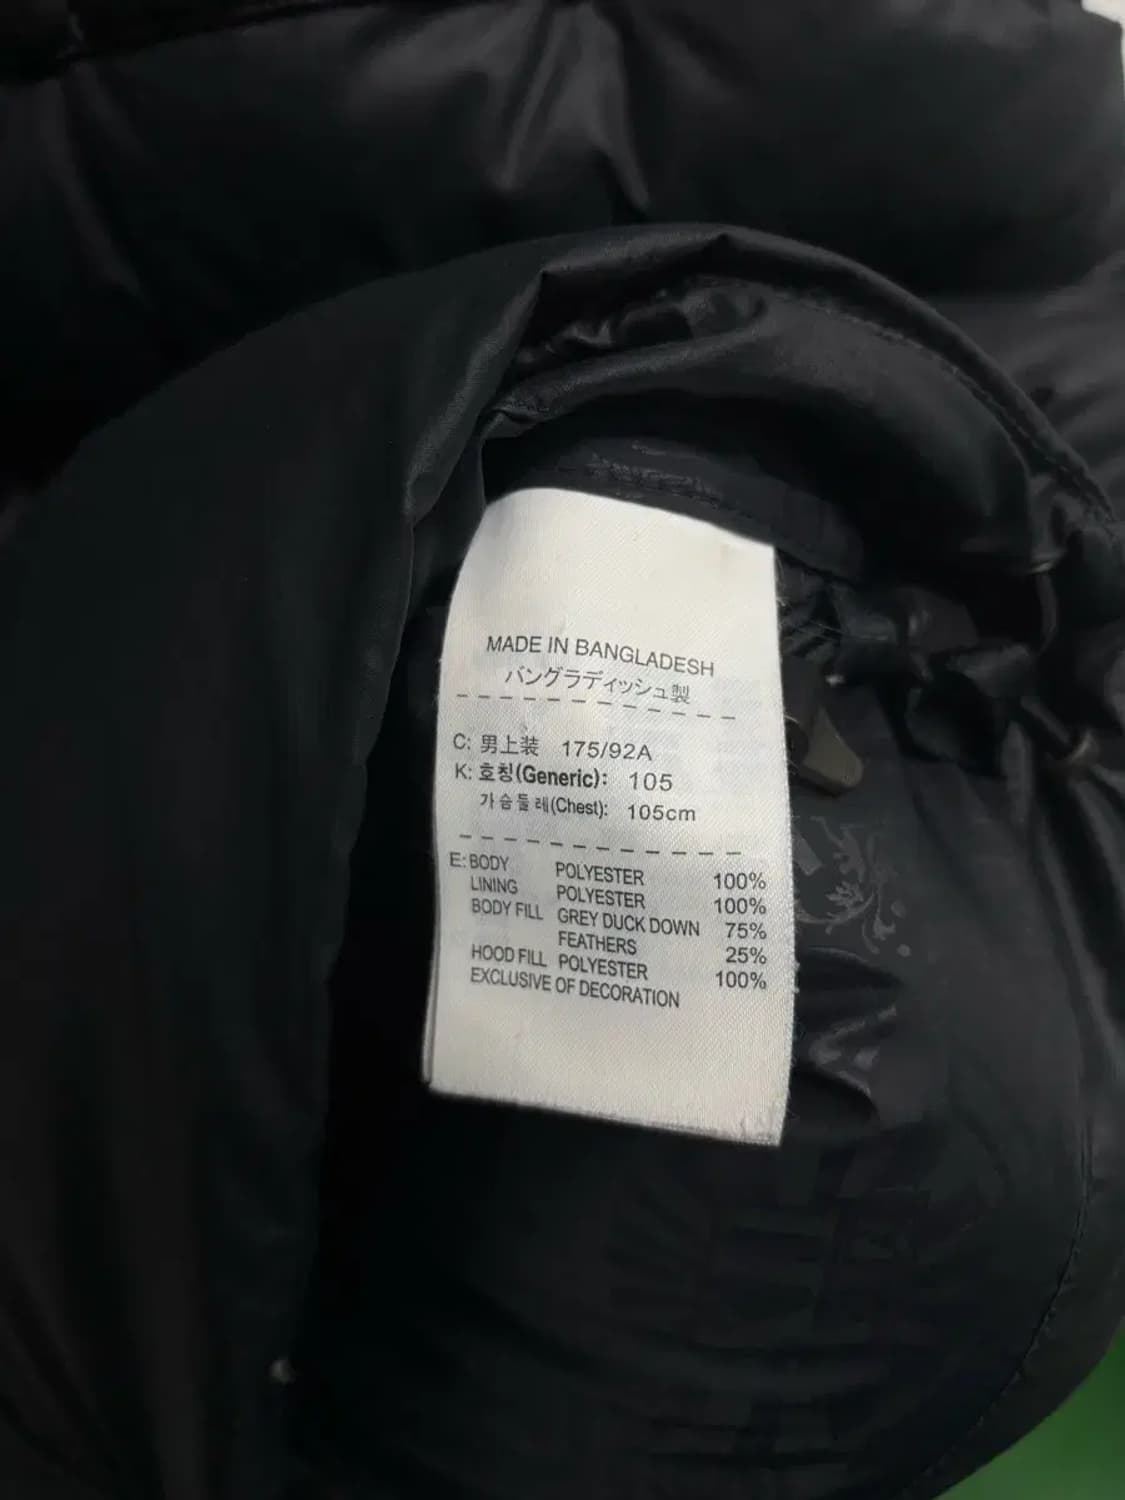 MADE IN BANGLADESH
バングラディッシュ製
C: 男上装 175/92A
K: 호칭(Generic): 105
가슴둘레(Chest): 105cm
E: BODY POLYESTER 100%
LINING POLYESTER 100%
BODY FILL GREY DUCK DOWN 75%
FEATHERS 25%
HOOD FILL POLYESTER 100%
EXCLUSIVE OF DECORATION